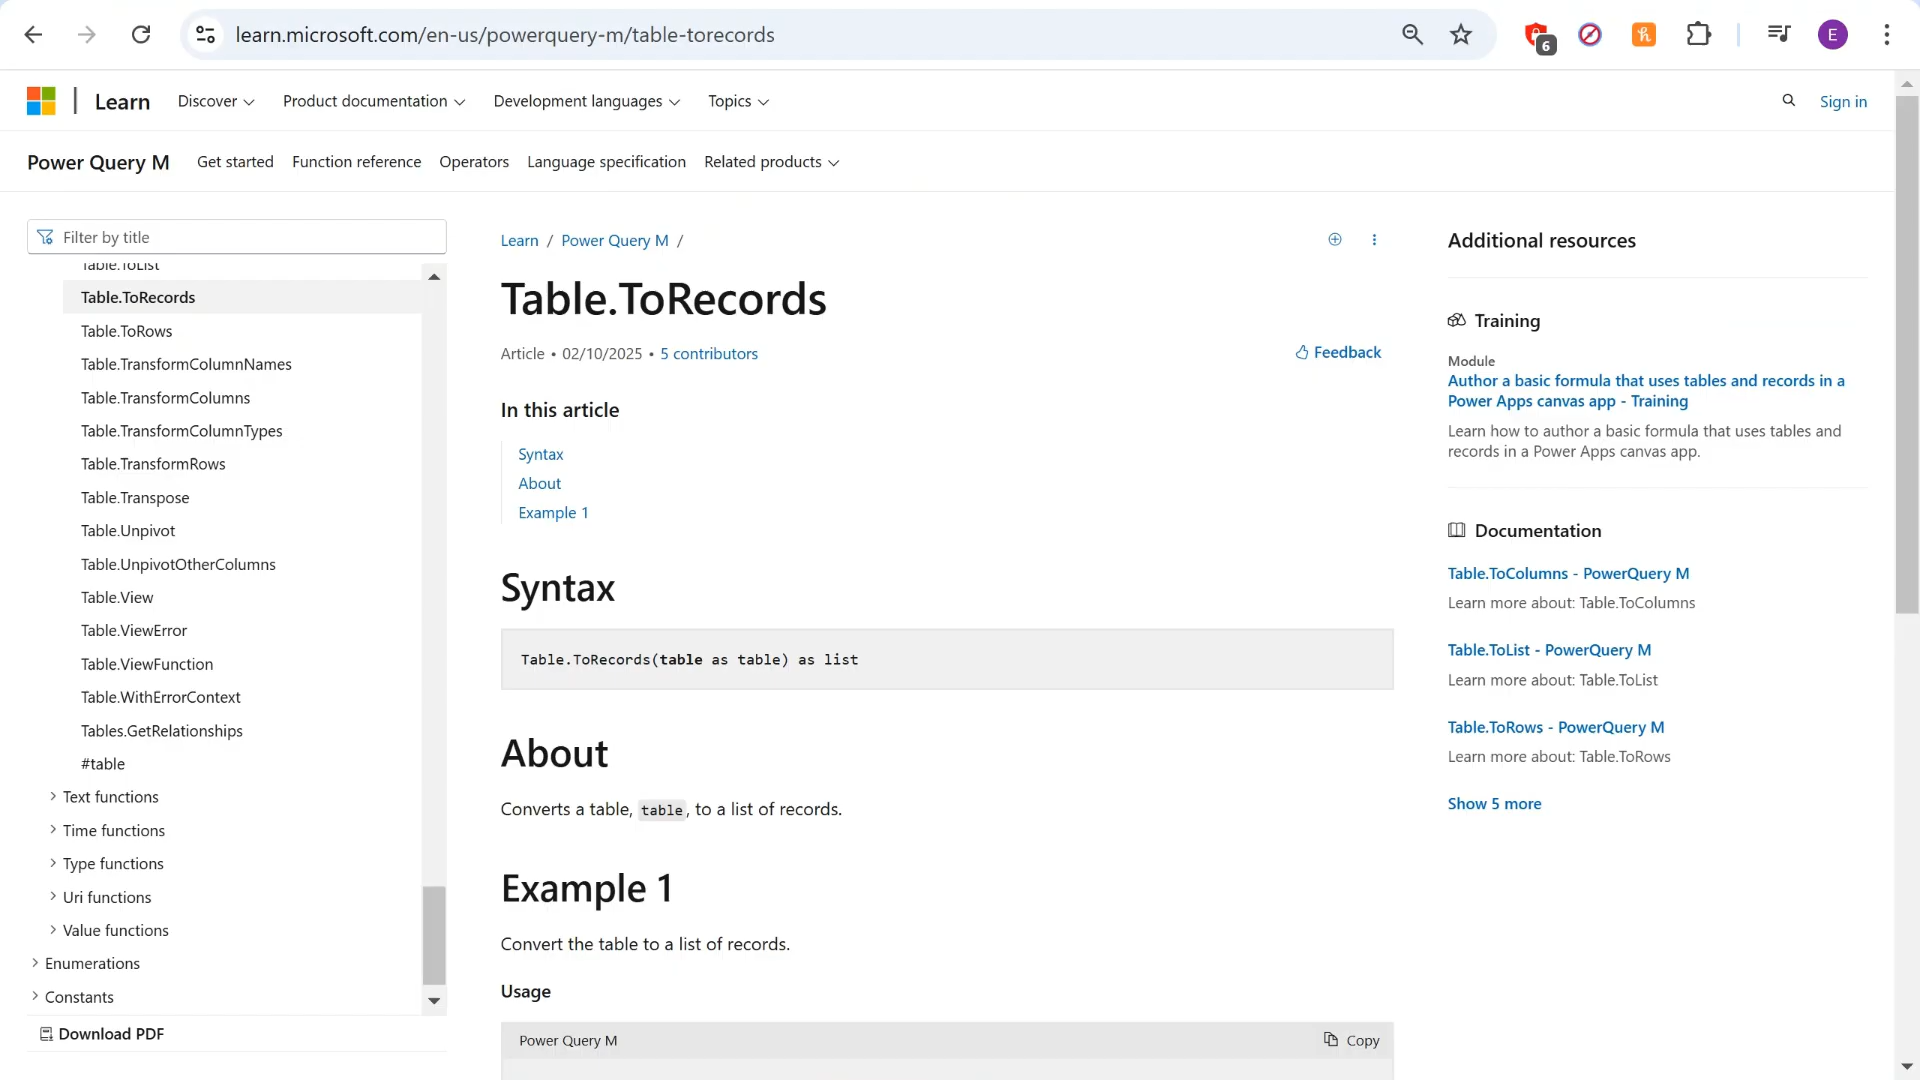 learn.microsoft.com/en-us/powerquery-m/table-torecords
6
E
Learn
Discover
Product documentation
Development languages
Topics
Sign in
Power Query M
Get started
Function reference
Operators
Language specification
Related products
Filter by title
Table.ToList
Table.ToRecords
Table.ToRows
Table.TransformColumnNames
Table.TransformColumns
Table.TransformColumnTypes
Table.TransformRows
Table.Transpose
Table.Unpivot
Table.UnpivotOtherColumns
Table.View
Table.ViewError
Table.ViewFunction
Table.WithErrorContext
Tables.GetRelationships
#table
Text functions
Time functions
Type functions
Uri functions
Value functions
Enumerations
Constants
Download PDF
Learn / Power Query M /
Table.ToRecords
Article • 02/10/2025 • 5 contributors
Feedback
In this article
Syntax
About
Example 1
Syntax
Table.ToRecords(table as table) as list
About
Converts a table, table, to a list of records.
Example 1
Convert the table to a list of records.
Usage
Power Query M
Copy
Additional resources
Training
Module
Author a basic formula that uses tables and records in a
Power Apps canvas app - Training
Learn how to author a basic formula that uses tables and
records in a Power Apps canvas app.
Documentation
Table.ToColumns - PowerQuery M
Learn more about: Table.ToColumns
Table.ToList - PowerQuery M
Learn more about: Table.ToList
Table.ToRows - PowerQuery M
Learn more about: Table.ToRows
Show 5 more